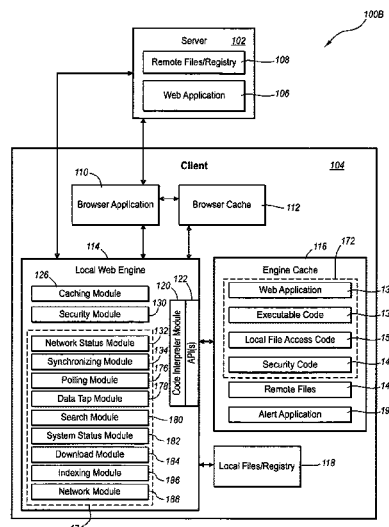 100B
Server 102
Remote Files/Registry 108
Web Application 106
Client 104
110
Browser Application
Browser Cache 112
114
Local Web Engine
126
Caching Module
130
Security Module
132
Network Status Module
134
Synchronizing Module
176
Polling Module
178
Data Tap Module
Search Module 180
System Status Module 182
Download Module 184
Indexing Module 186
Network Module 188
174
120
122
Code Interpreter Module
API(s)
116
172
Engine Cache
Web Application
Executable Code
Local File Access Code
Security Code
Remote Files
Alert Application
Local Files/Registry 118